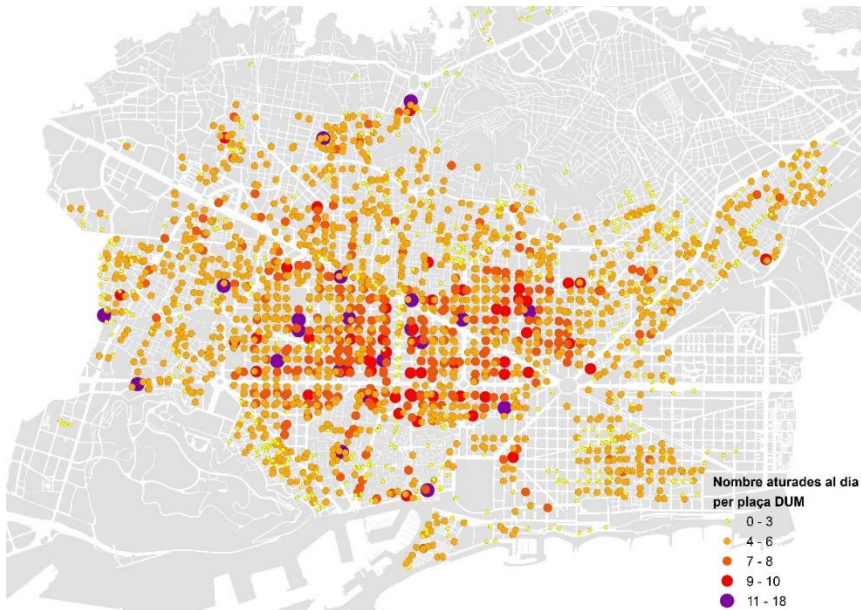 Nombre aturades al dia
per plaça DUM
0 - 3
4 - 6
7 - 8
9 - 10
11 - 18